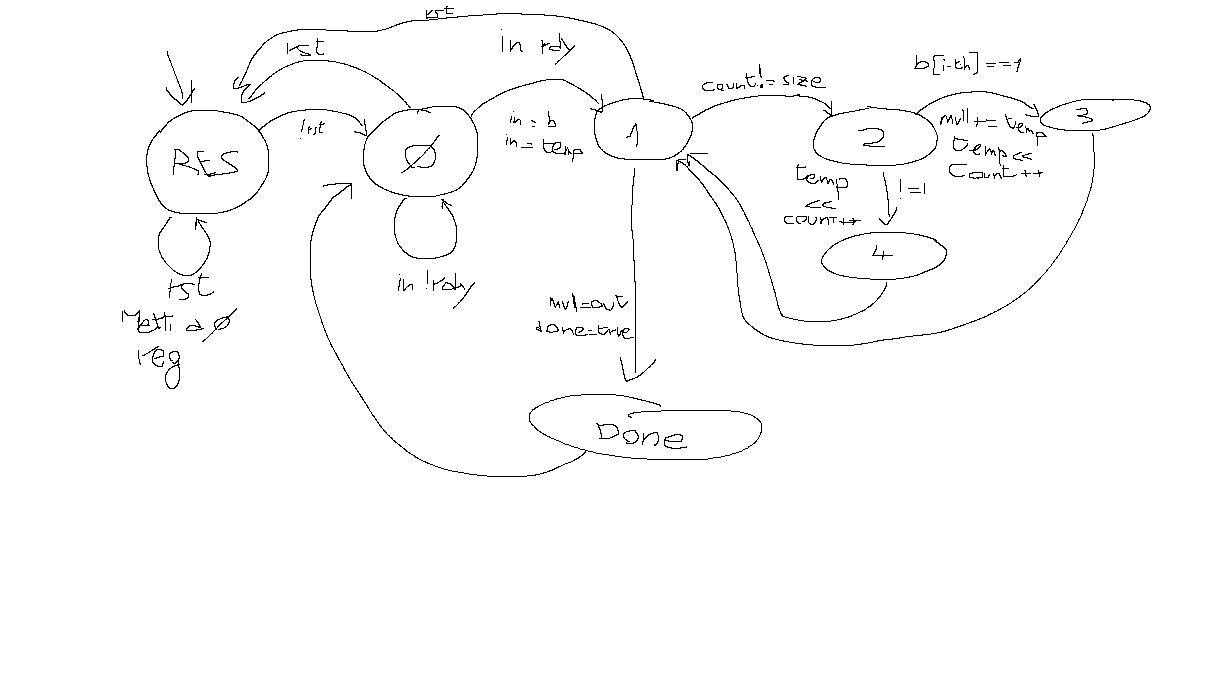 rst
rst
in rdy
b[i-th]==1
count!=size
!rst
in=b
in=temp
RES
Ø
1
2
3
mull+=temp
temp<<
count++
temp
<<
count++
!=1
4
rst
Metti a Ø
reg
in !rdy
mul=out
done=true
Done